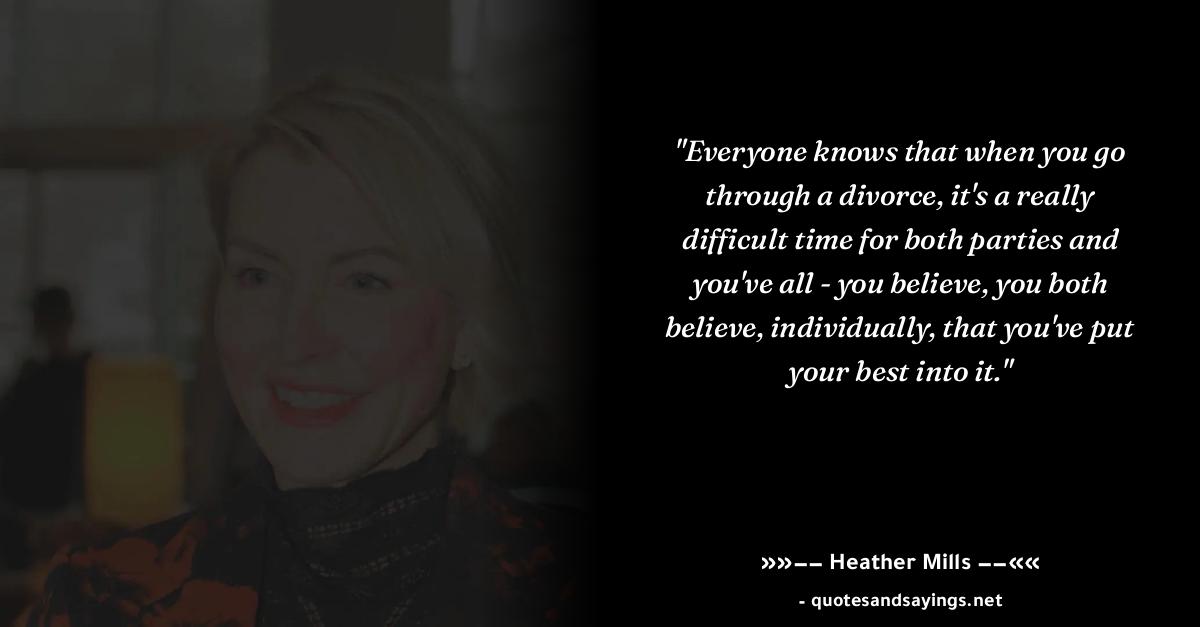 "Everyone knows that when you go
through a divorce, it's a really
difficult time for both parties and
you've all - you believe, you both
believe, individually, that you've put
your best into it."
»»−− Heather Mills −−««
- quotesandsayings.net